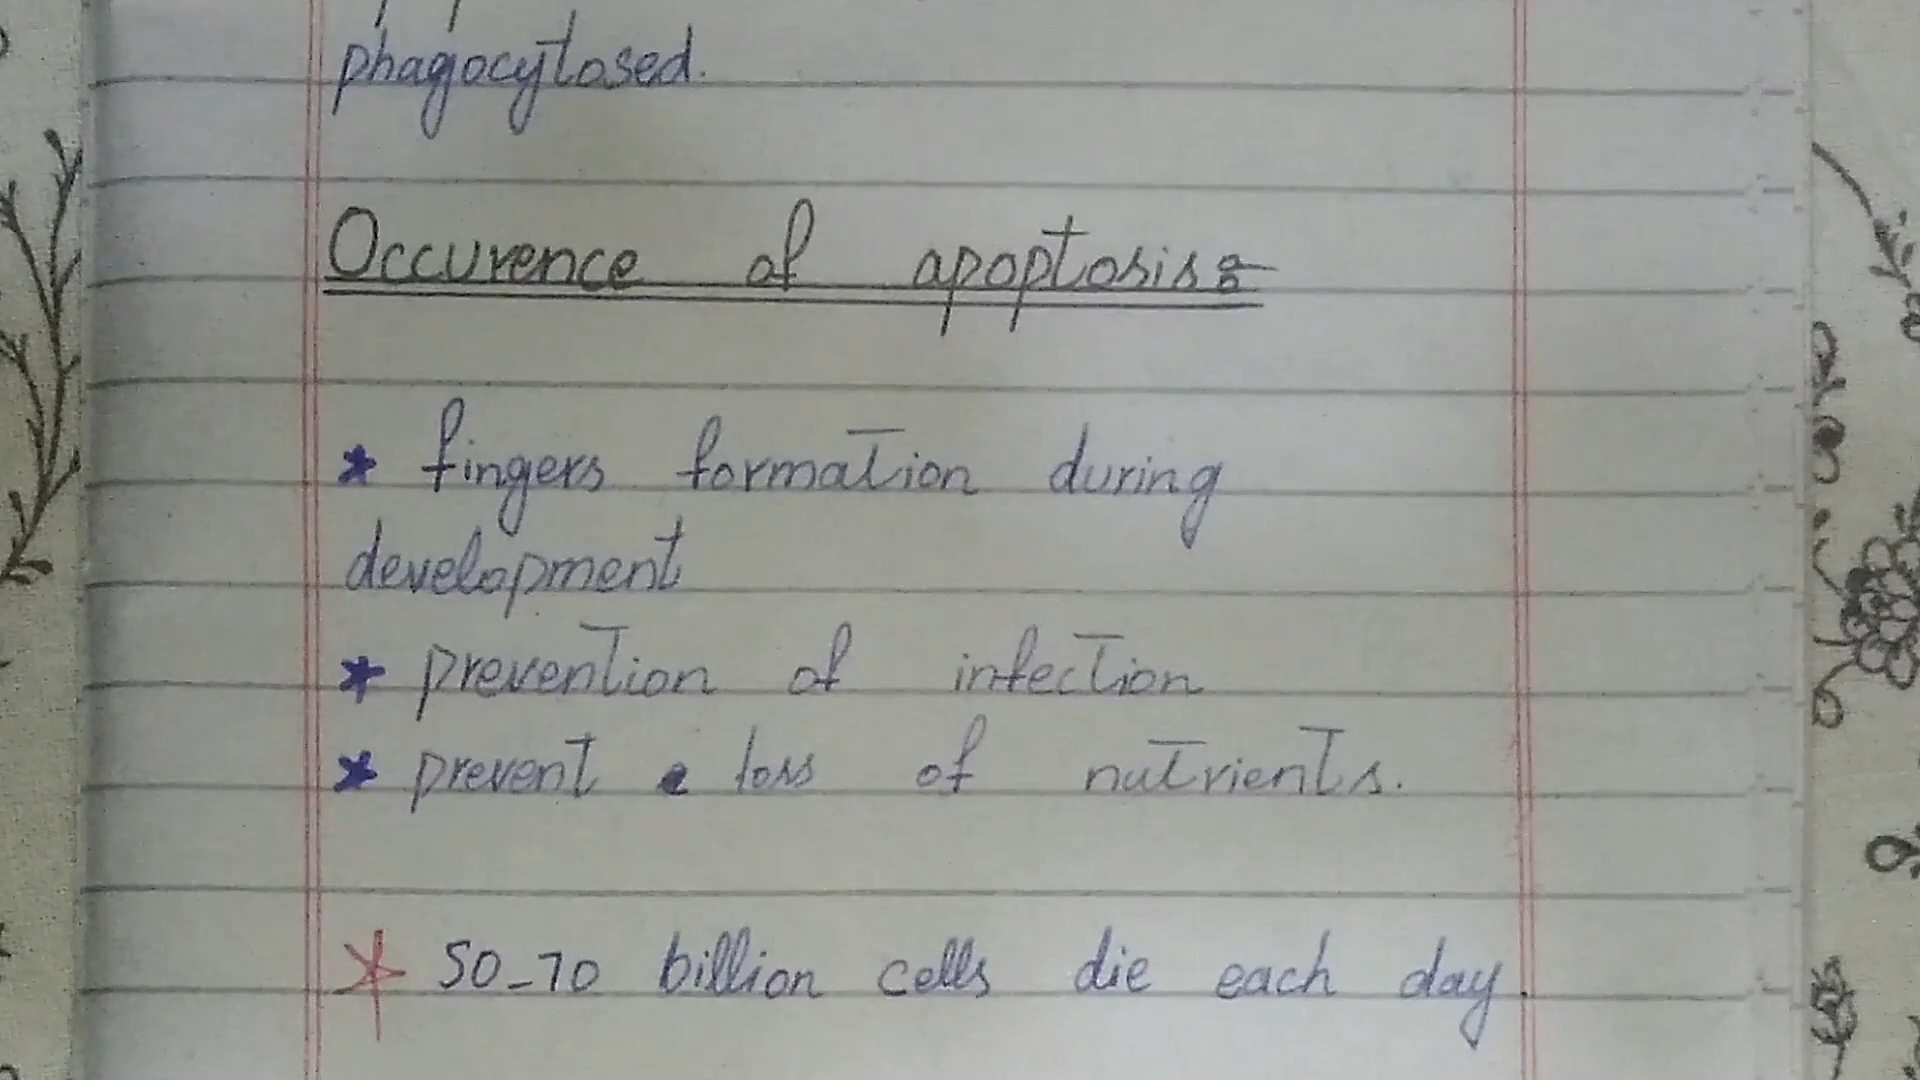 phagocytosed.
Occurence of apoptosis:-
* fingers formation during
development
* prevention of infection
* prevent loss of nutrients.
* 50-70 billion cells die each day.